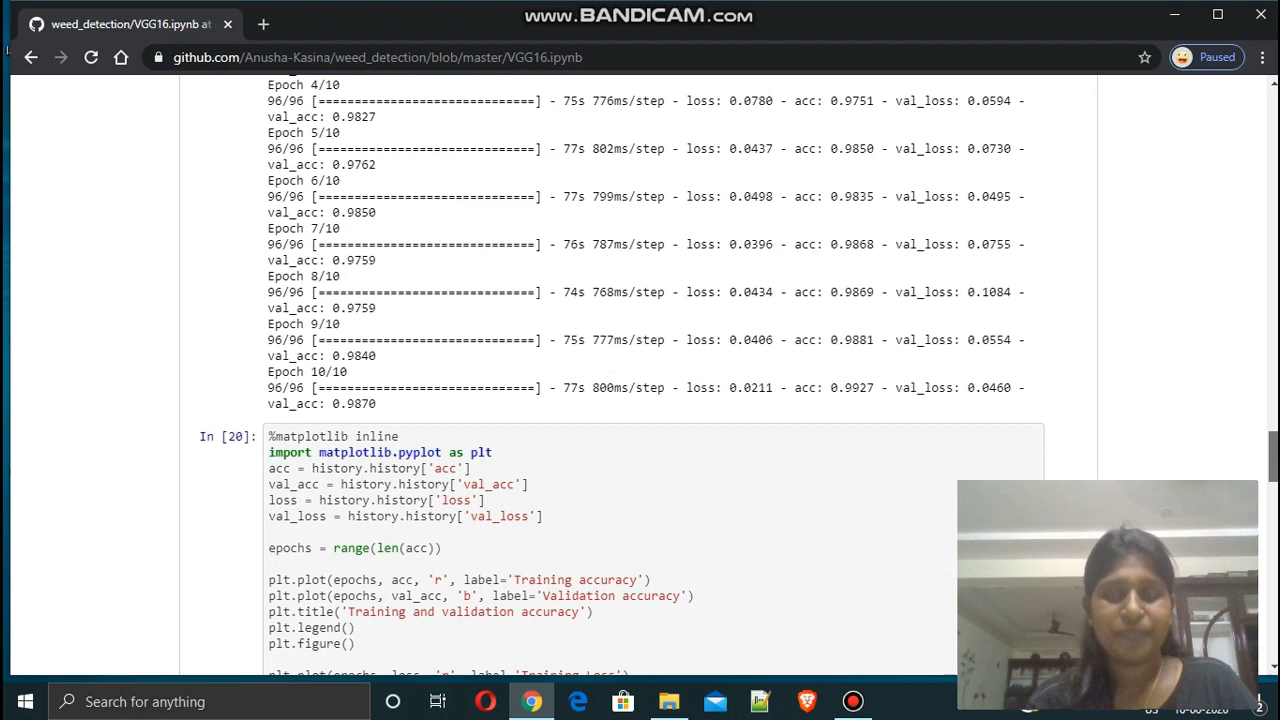 www.BANDICAM.com
weed_detection/VGG16.ipynb at
github.com/Anusha-Kasina/weed_detection/blob/master/VGG16.ipynb
Paused
Epoch 4/10
96/96 [==============================] - 75s 776ms/step - loss: 0.0780 - acc: 0.9751 - val_loss: 0.0594 -
val_acc: 0.9827
Epoch 5/10
96/96 [==============================] - 77s 802ms/step - loss: 0.0437 - acc: 0.9850 - val_loss: 0.0730 -
val_acc: 0.9762
Epoch 6/10
96/96 [==============================] - 77s 799ms/step - loss: 0.0498 - acc: 0.9835 - val_loss: 0.0495 -
val_acc: 0.9850
Epoch 7/10
96/96 [==============================] - 76s 787ms/step - loss: 0.0396 - acc: 0.9868 - val_loss: 0.0755 -
val_acc: 0.9759
Epoch 8/10
96/96 [==============================] - 74s 768ms/step - loss: 0.0434 - acc: 0.9869 - val_loss: 0.1084 -
val_acc: 0.9759
Epoch 9/10
96/96 [==============================] - 75s 777ms/step - loss: 0.0406 - acc: 0.9881 - val_loss: 0.0554 -
val_acc: 0.9840
Epoch 10/10
96/96 [==============================] - 77s 800ms/step - loss: 0.0211 - acc: 0.9927 - val_loss: 0.0460 -
val_acc: 0.9870
In [20]: %matplotlib inline
import matplotlib.pyplot as plt
acc = history.history['acc']
val_acc = history.history['val_acc']
loss = history.history['loss']
val_loss = history.history['val_loss']
epochs = range(len(acc))
plt.plot(epochs, acc, 'r', label='Training accuracy')
plt.plot(epochs, val_acc, 'b', label='Validation accuracy')
plt.title('Training and validation accuracy')
plt.legend()
plt.figure()
plt.plot(epochs, loss, 'r', label='Training Loss')
Search for anything